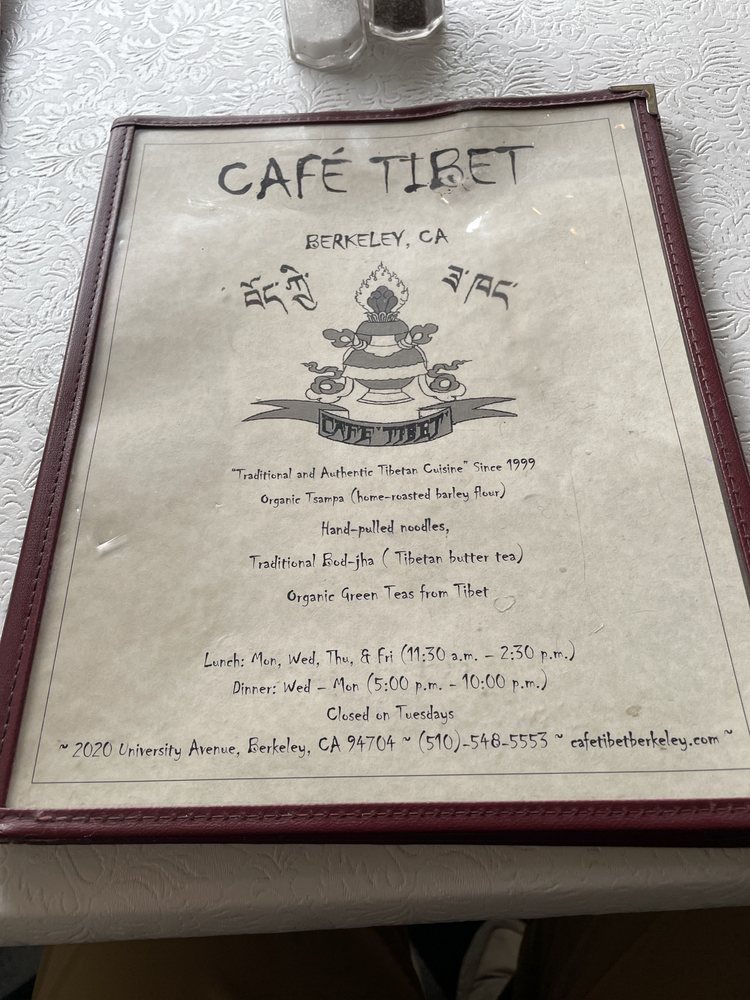 CAFÉ TIBET
BERKELEY, CA
བོད་ཀྱི་ ཟ་ཁང་
CAFE TIBET
"Traditional and Authentic Tibetan Cuisine" Since 1999
Organic Tsampa (home-roasted barley flour)
Hand-pulled noodles,
Traditional Bod-jha ( Tibetan butter tea)
Organic Green Teas from Tibet
Lunch: Mon, Wed, Thu, & Fri (11:30 a.m. - 2:30 p.m.)
Dinner: Wed - Mon (5:00 p.m. - 10:00 p.m.)
Closed on Tuesdays
~ 2020 University Avenue, Berkeley, CA 94704 ~ (510)-548-5553 ~ cafetibetberkeley.com ~